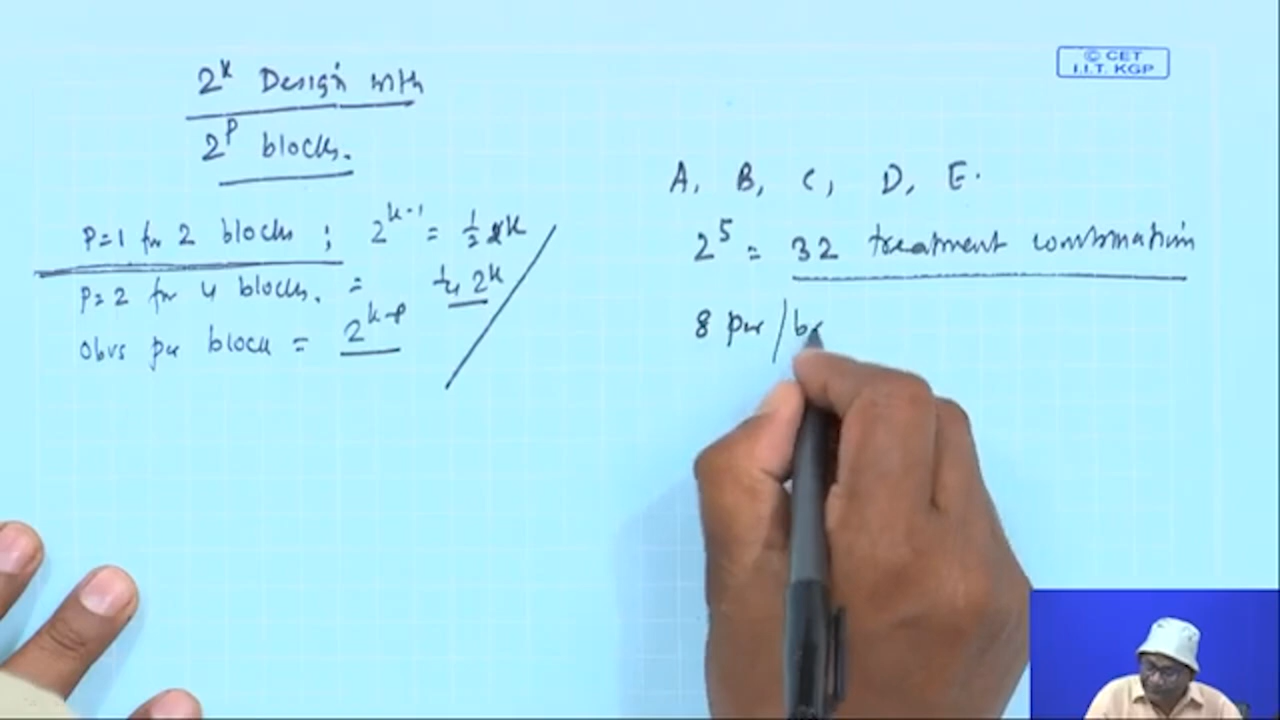 2^k Design with
2^p blocks.
P=1 for 2 blocks ; 2^{k-1} = 1/2 2^k
P=2 for 4 blocks. = 1/4 2^k
Obvs per block = 2^{k-p}
© CET
I.I.T. KGP
A, B, C, D, E.
2^5 = 32 treatment combination
8 per / b